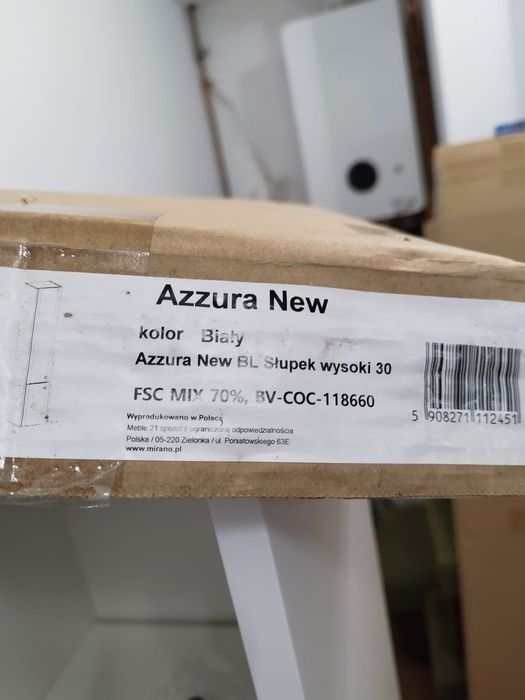 Azzura New
kolor Biały
Azzura New BL Słupek wysoki 30
FSC MIX 70%, BV-COC-118660
Wyprodukowano w Polsce
Meble 21 spółka z ograniczoną odpowiedzialnością
Polska / 05-220 Zielonka / ul. Poniatowskiego 63E
www.mirano.pl
5 908271 112451